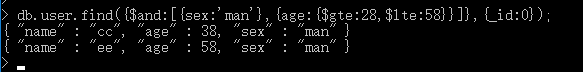 > db.user.find({$and:[{sex:'man'},{age:{$gte:28,$lte:58}}]},{_id:0});
{ "name" : "cc", "age" : 38, "sex" : "man" }
{ "name" : "ee", "age" : 58, "sex" : "man" }
>